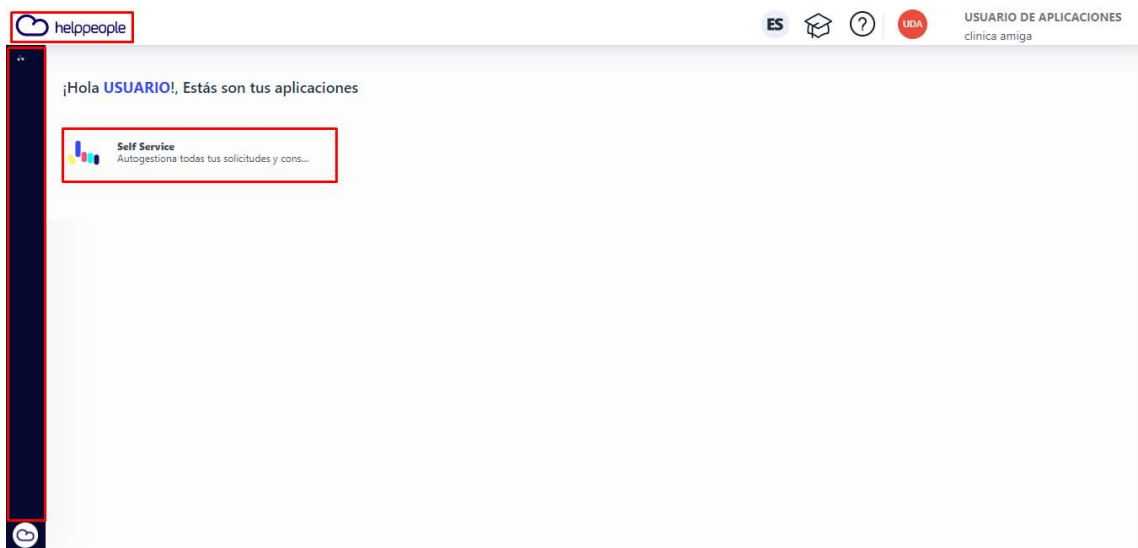 helppeople
ES
UDA
USUARIO DE APLICACIONES
clinica amiga
¡Hola USUARIO!, Estás son tus aplicaciones
Self Service
Autogestiona todas tus solicitudes y cons...